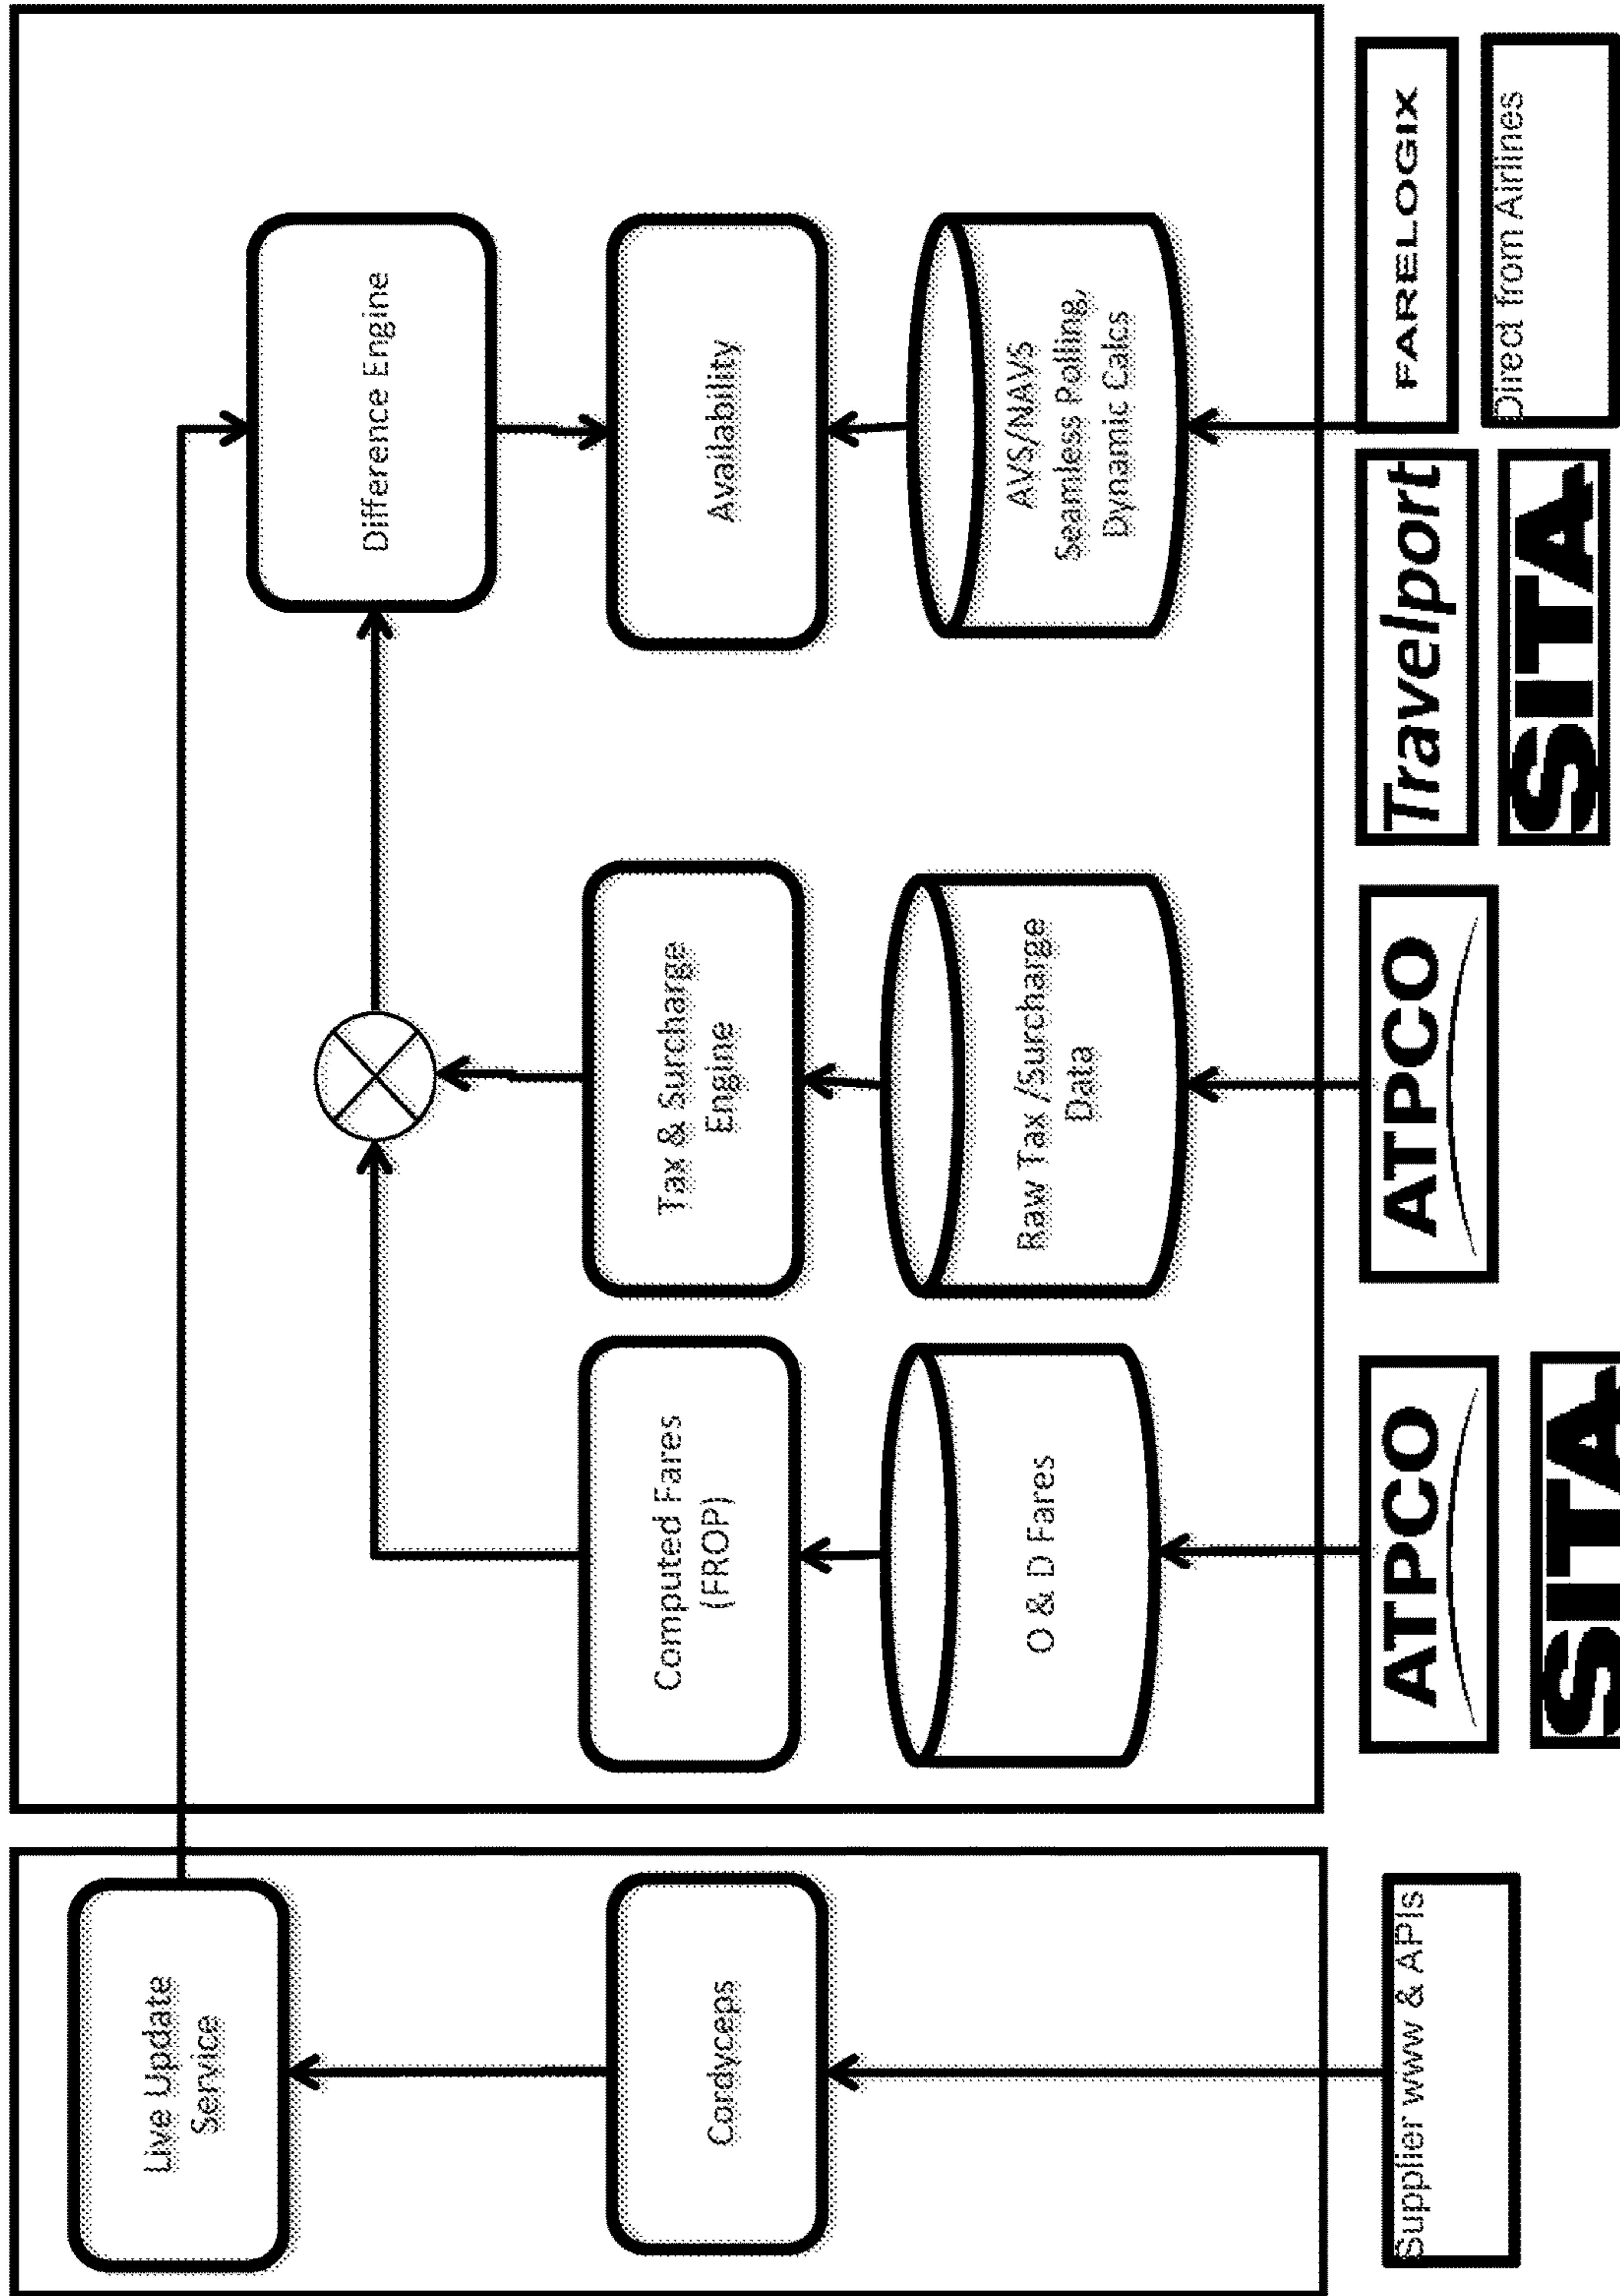 Live Update
Service
Cordyceps
Supplier www & APIs
Difference Engine
Computed Fares
(FROP)
Tax & Surcharge
Engine
Availability
O & D Fares
Raw Tax /Surcharge
Data
AVS/NAVS
Seamless Polling,
Dynamic Calcs
ATPCO
SITA
ATPCO
Travelport
SITA
FARELOGIX
Direct from Airlines